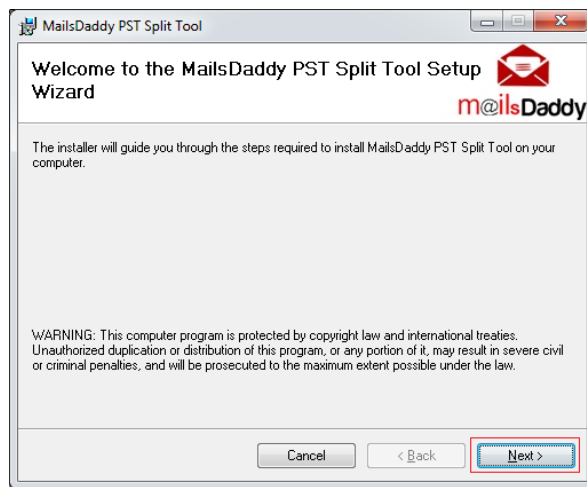 MailsDaddy PST Split Tool
Welcome to the MailsDaddy PST Split Tool Setup
Wizard
m@ilsDaddy
The installer will guide you through the steps required to install MailsDaddy PST Split Tool on your
computer.
WARNING: This computer program is protected by copyright law and international treaties.
Unauthorized duplication or distribution of this program, or any portion of it, may result in severe civil
or criminal penalties, and will be prosecuted to the maximum extent possible under the law.
Cancel
< Back
Next >